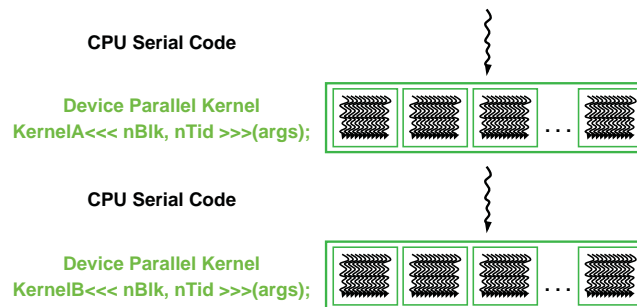 CPU Serial Code
Device Parallel Kernel
KernelA<<< nBlk, nTid >>>(args);
. . .
CPU Serial Code
Device Parallel Kernel
KernelB<<< nBlk, nTid >>>(args);
. . .